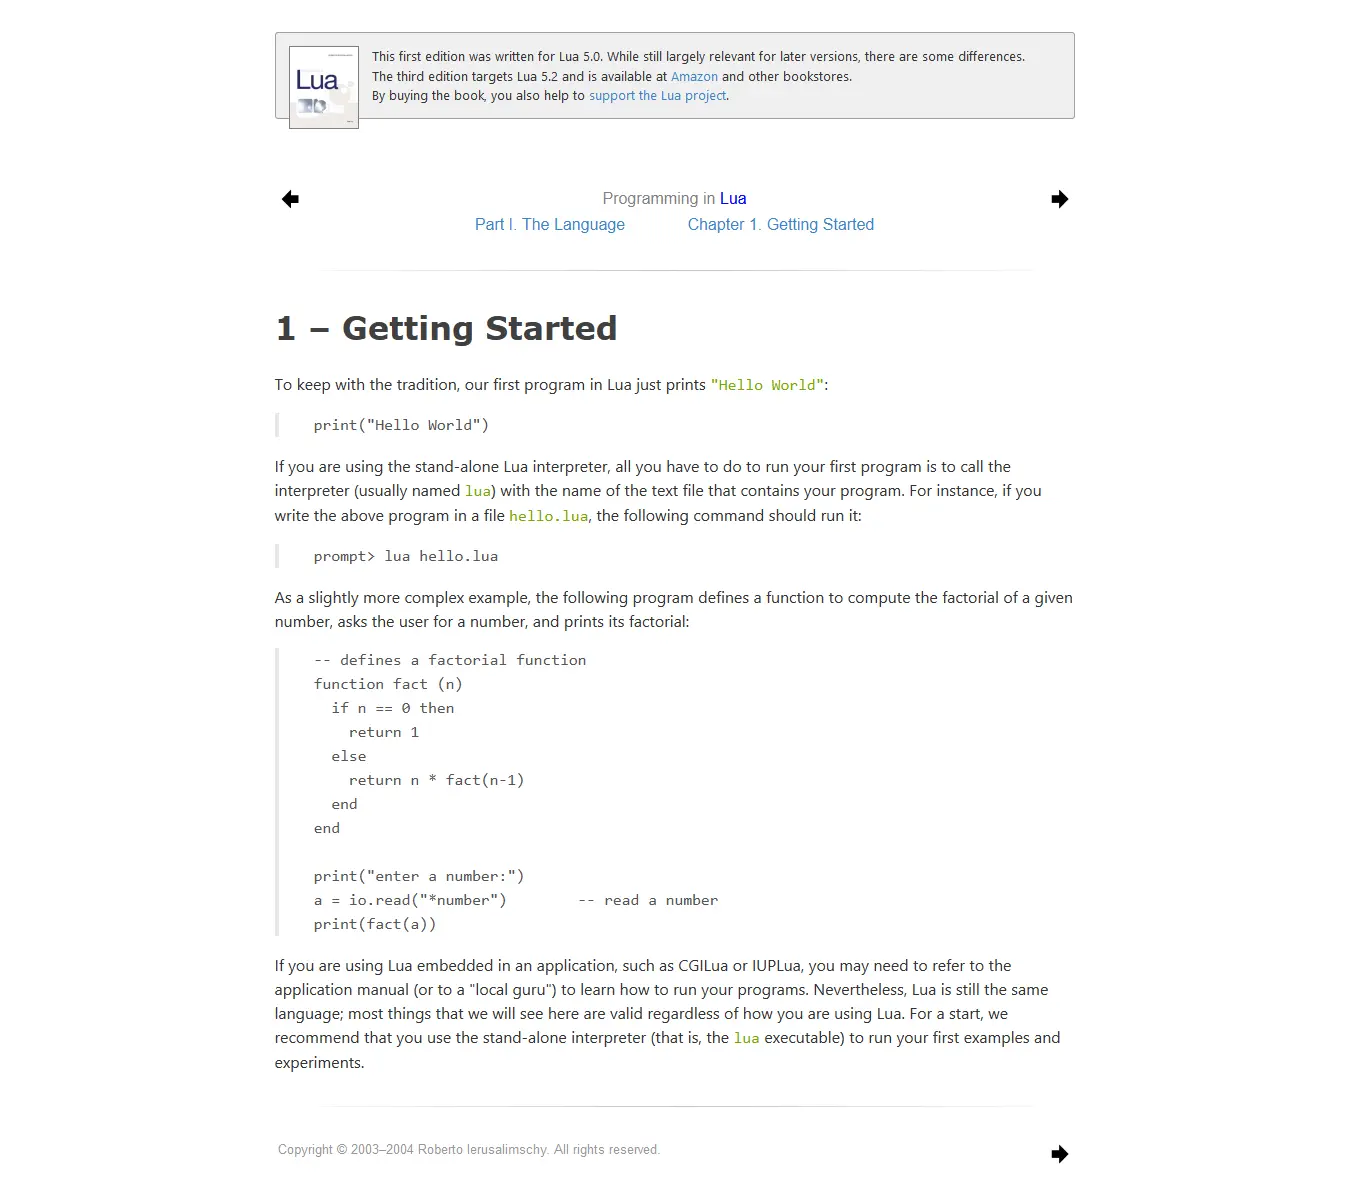 This first edition was written for Lua 5.0. While still largely relevant for later versions, there are some differences.
The third edition targets Lua 5.2 and is available at Amazon and other bookstores.
By buying the book, you also help to support the Lua project.
Lua
Programming in Lua
Part I. The Language Chapter 1. Getting Started
1 – Getting Started
To keep with the tradition, our first program in Lua just prints "Hello World":
print("Hello World")
If you are using the stand-alone Lua interpreter, all you have to do to run your first program is to call the
interpreter (usually named lua) with the name of the text file that contains your program. For instance, if you
write the above program in a file hello.lua, the following command should run it:
prompt> lua hello.lua
As a slightly more complex example, the following program defines a function to compute the factorial of a given
number, asks the user for a number, and prints its factorial:
-- defines a factorial function
function fact (n)
  if n == 0 then
    return 1
  else
    return n * fact(n-1)
  end
end
print("enter a number:")
a = io.read("*number")        -- read a number
print(fact(a))
If you are using Lua embedded in an application, such as CGILua or IUPLua, you may need to refer to the
application manual (or to a "local guru") to learn how to run your programs. Nevertheless, Lua is still the same
language; most things that we will see here are valid regardless of how you are using Lua. For a start, we
recommend that you use the stand-alone interpreter (that is, the lua executable) to run your first examples and
experiments.
Copyright © 2003–2004 Roberto Ierusalimschy. All rights reserved.